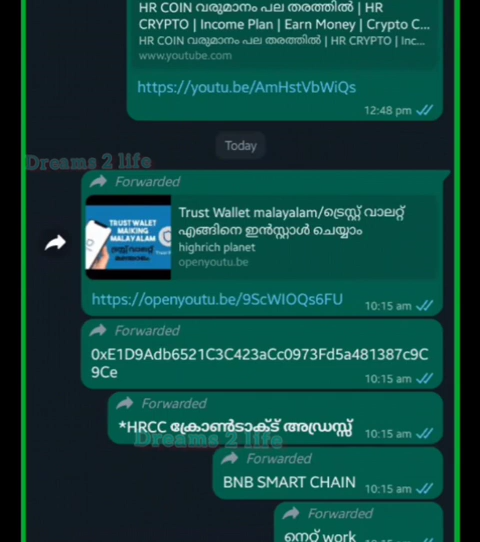 HR COIN വരുമാനം പല തരത്തിൽ | HR
CRYPTO | Income Plan | Earn Money | Crypto C...
HR COIN വരുമാനം പല തരത്തിൽ | HR CRYPTO | Inc...
www.youtube.com
https://youtu.be/AmHstVbWiQs
12:48 pm
Today
Dreams 2 life
Forwarded
TRUST WALET
MAIKING
MALAYALAM
Trust Wallet malayalam/ട്രെസ്റ്റ് വാലറ്റ്
എങ്ങിനെ ഇൻസ്റ്റാൾ ചെയ്യാം
highrich planet
openyoutu.be
https://openyoutu.be/9ScWIOQs6FU
10:15 am
Forwarded
0xE1D9Adb6521C3C423aCc0973Fd5a481387c9C
9Ce
10:15 am
Forwarded
*HRCC ക്രോൺടാക്ട് അഡ്രസ്സ്
10:15 am
Dreams 2 life
Forwarded
BNB SMART CHAIN
10:15 am
Forwarded
നെറ്റ് work